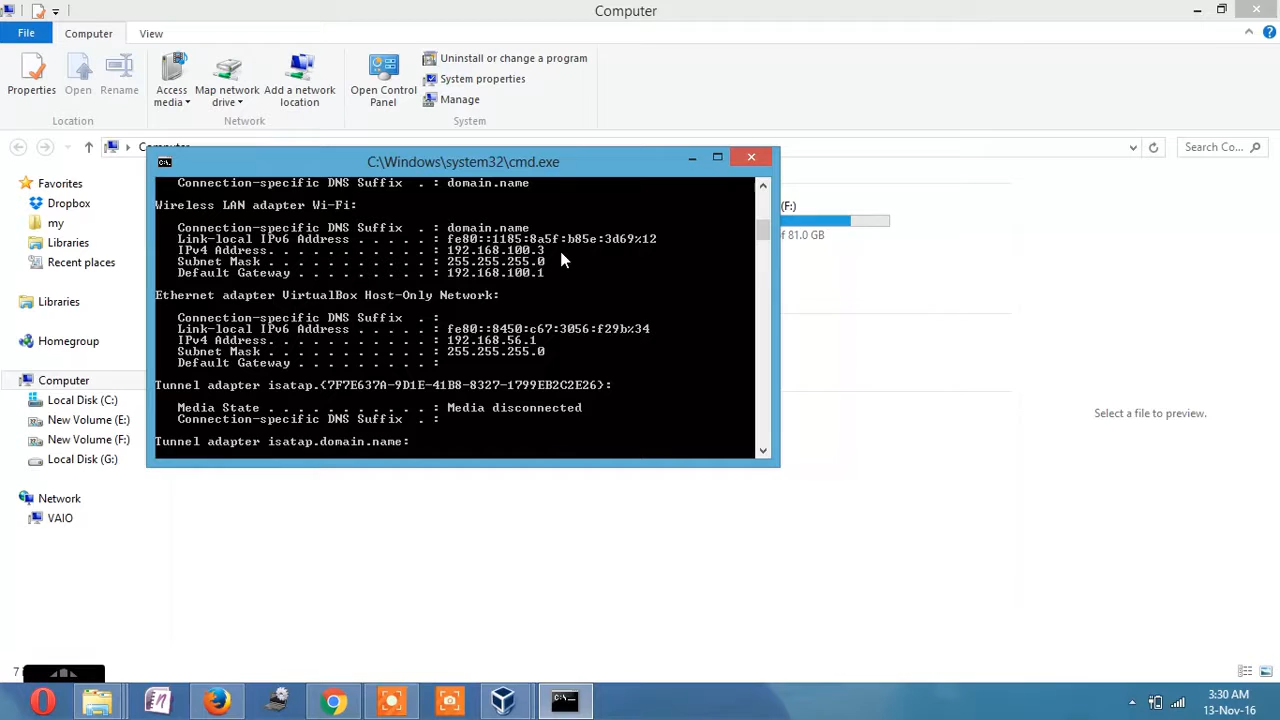 Computer
File
Computer
View
Properties
Open
Rename
Access media
Map network drive
Add a network location
Open Control Panel
Uninstall or change a program
System properties
Manage
Location
Network
System
Search Co...
C:\Windows\system32\cmd.exe
Favorites
Dropbox
my
Libraries
Recent places
Libraries
Homegroup
Computer
Local Disk (C:)
New Volume (E:)
New Volume (F:)
Local Disk (G:)
Network
VAIO
Connection-specific DNS Suffix  . : domain.name
Wireless LAN adapter Wi-Fi:
Connection-specific DNS Suffix  . : domain.name
Link-local IPv6 Address . . . . . : fe80::1185:8a5f:b85e:3d69%12
IPv4 Address. . . . . . . . . . . : 192.168.100.3
Subnet Mask . . . . . . . . . . . : 255.255.255.0
Default Gateway . . . . . . . . . : 192.168.100.1
Ethernet adapter VirtualBox Host-Only Network:
Connection-specific DNS Suffix  . :
Link-local IPv6 Address . . . . . : fe80::8450:c67:3056:f29b%34
IPv4 Address. . . . . . . . . . . : 192.168.56.1
Subnet Mask . . . . . . . . . . . : 255.255.255.0
Default Gateway . . . . . . . . . :
Tunnel adapter isatap.{7F7E637A-9D1E-41B8-8327-1799EB2C2E26}:
Media State . . . . . . . . . . . : Media disconnected
Connection-specific DNS Suffix  . :
Tunnel adapter isatap.domain.name:
(F:)
of 81.0 GB
Select a file to preview.
7
3:30 AM
13-Nov-16